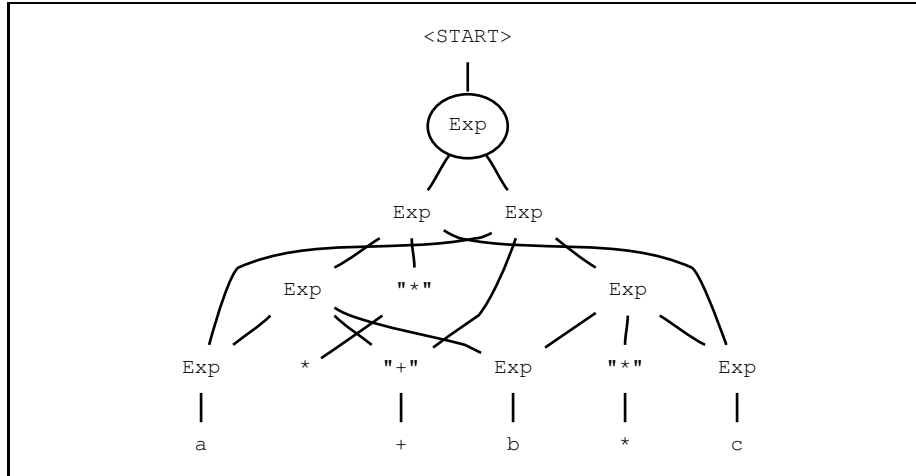 <START>
Exp
Exp Exp
Exp "*" Exp
Exp * "+" Exp "*" Exp
a + b * c